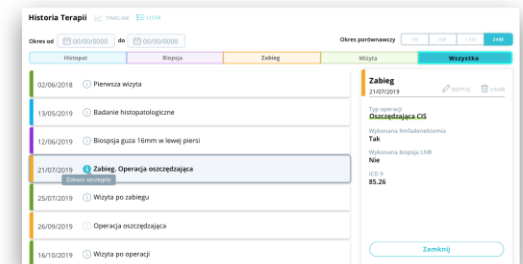 Historia Terapii TIMELINE LISTA
Okres od 00/00/0000 do 00/00/0000 Okres porównawczy 24M
Histopat Biopsja Zabieg Wizyta Wszystko
02/06/2018 Pierwsza wizyta
13/05/2019 Badanie histopatologiczne
12/06/2019 Biospsja guza 16mm w lewej piersi
21/07/2019 Zabieg. Operacja oszczędzająca
Zobacz szczegóły
25/07/2019 Wizyta po zabiegu
26/09/2019 Operacja oszczędzająca
16/10/2019 Wizyta po operacji
Zabieg
21/07/2019 edytuj usuń
Typ operacji
Oszczędzająca CIS
Wykonana limfadenektomia
Tak
Wykonana biopsja LNB
Nie
ICD 9
85.26
Zamknij